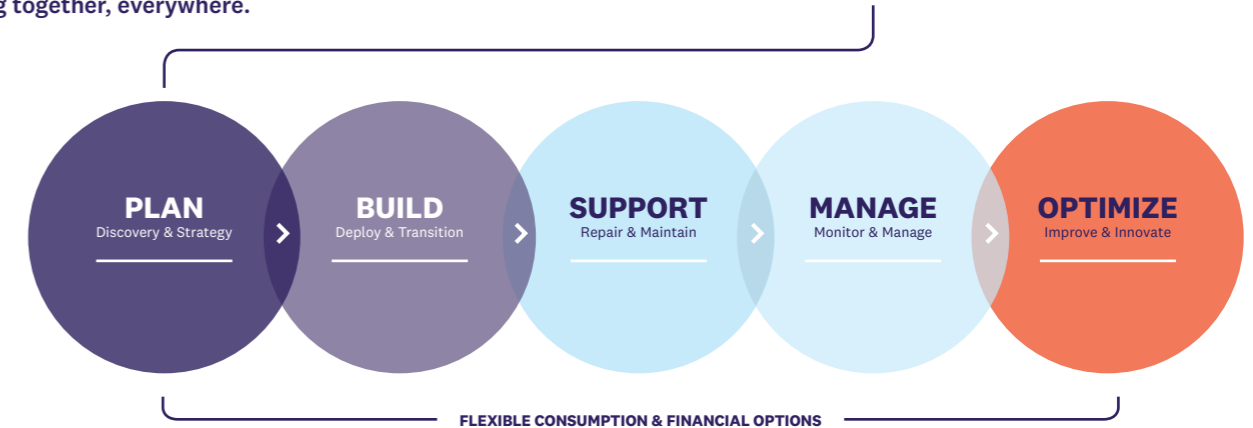 g together, everywhere.
PLAN
Discovery & Strategy
BUILD
Deploy & Transition
SUPPORT
Repair & Maintain
MANAGE
Monitor & Manage
OPTIMIZE
Improve & Innovate
FLEXIBLE CONSUMPTION & FINANCIAL OPTIONS